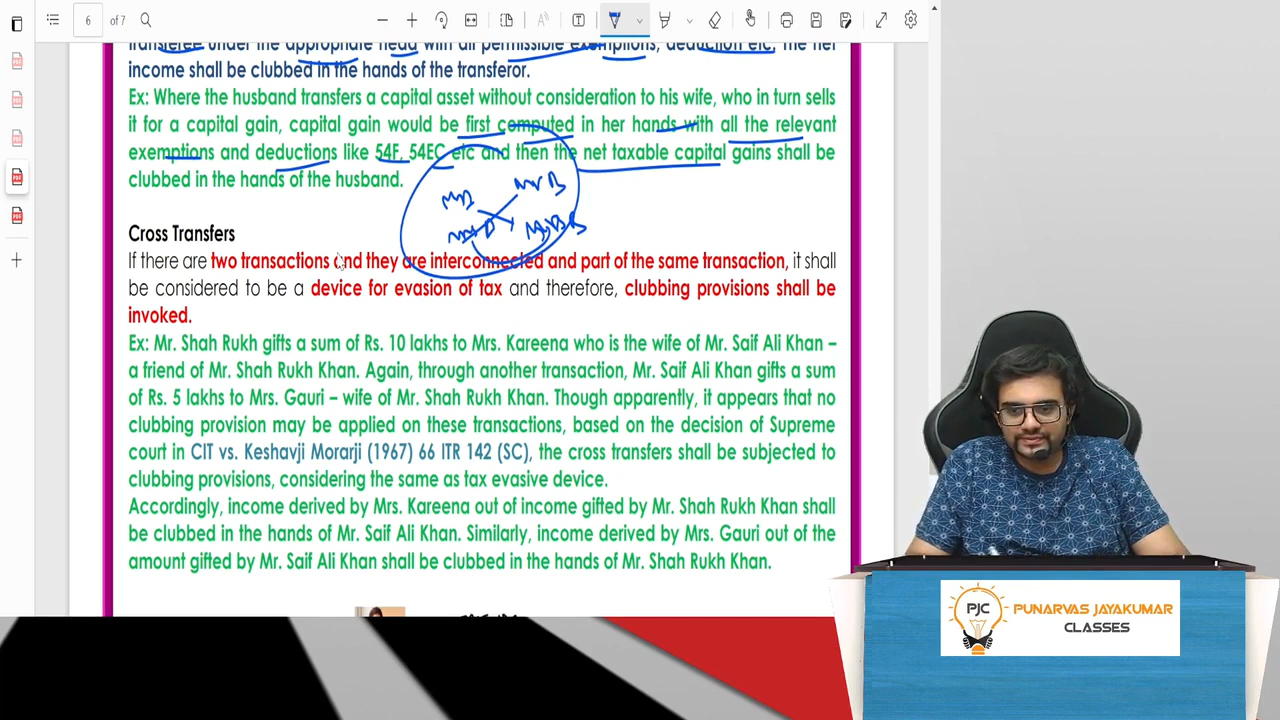 6 of 7
transferee under the appropriate head with all permissible exemptions, deduction etc. The net
income shall be clubbed in the hands of the transferor.
Ex: Where the husband transfers a capital asset without consideration to his wife, who in turn sells
it for a capital gain, capital gain would be first computed in her hands with all the relevant
exemptions and deductions like 54F, 54EC etc and then the net taxable capital gains shall be
clubbed in the hands of the husband.
Mr B
Cross Transfers
If there are two transactions and they are interconnected and part of the same transaction, it shall
be considered to be a device for evasion of tax and therefore, clubbing provisions shall be
invoked.
Ex: Mr. Shah Rukh gifts a sum of Rs. 10 lakhs to Mrs. Kareena who is the wife of Mr. Saif Ali Khan –
a friend of Mr. Shah Rukh Khan. Again, through another transaction, Mr. Saif Ali Khan gifts a sum
of Rs. 5 lakhs to Mrs. Gauri – wife of Mr. Shah Rukh Khan. Though apparently, it appears that no
clubbing provision may be applied on these transactions, based on the decision of Supreme
court in CIT vs. Keshavji Morarji (1967) 66 ITR 142 (SC), the cross transfers shall be subjected to
clubbing provisions, considering the same as tax evasive device.
Accordingly, income derived by Mrs. Kareena out of income gifted by Mr. Shah Rukh Khan shall
be clubbed in the hands of Mr. Saif Ali Khan. Similarly, income derived by Mrs. Gauri out of the
amount gifted by Mr. Saif Ali Khan shall be clubbed in the hands of Mr. Shah Rukh Khan.
PJC
PUNARVAS JAYAKUMAR
CLASSES